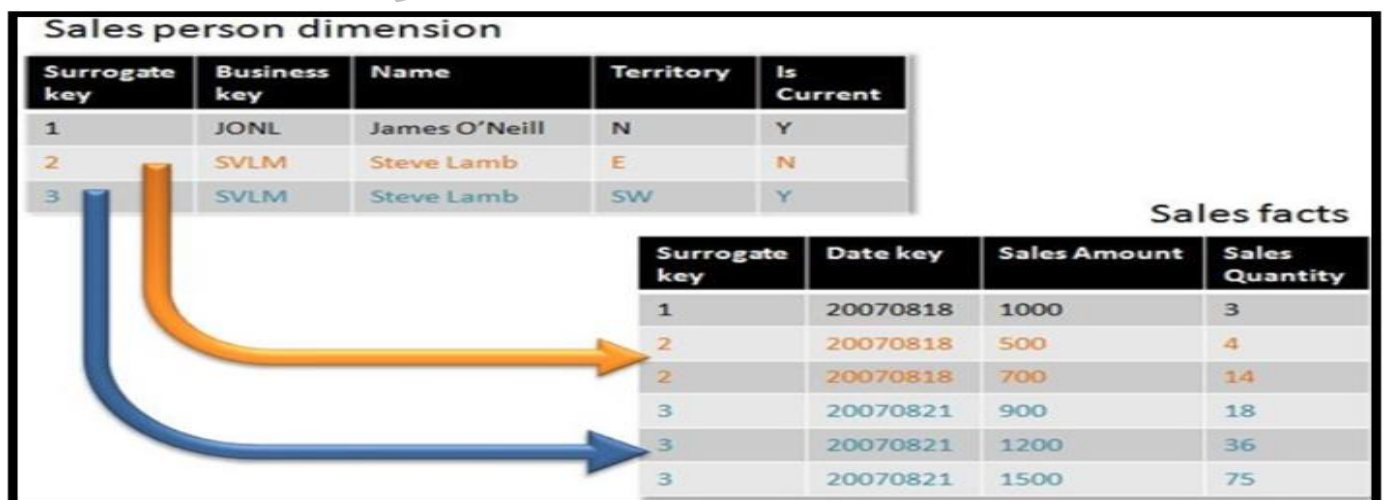 Sales person dimension
Surrogate key Business key Name Territory Is Current
1 JONL James O'Neill N Y
2 SVLM Steve Lamb E N
3 SVLM Steve Lamb SW Y
Sales facts
Surrogate key Date key Sales Amount Sales Quantity
1 20070818 1000 3
2 20070818 500 4
2 20070818 700 14
3 20070821 900 18
3 20070821 1200 36
3 20070821 1500 75